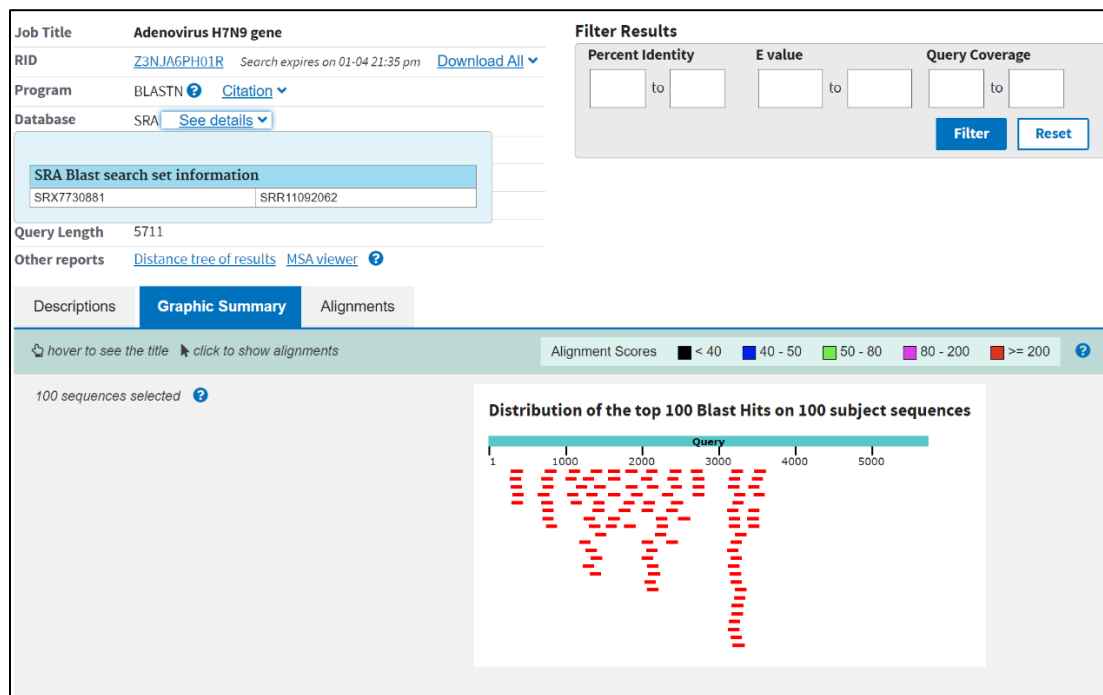 Job Title Adenovirus H7N9 gene
RID Z3NJA6PH01R Search expires on 01-04 21:35 pm Download All
Program BLASTN ? Citation
Database SRA See details
SRA Blast search set information
SRX7730881 SRR11092062
Query Length 5711
Other reports Distance tree of results MSA viewer ?
Filter Results
Percent Identity E value Query Coverage
to to to
Filter Reset
Descriptions Graphic Summary Alignments
hover to see the title click to show alignments
Alignment Scores < 40 40 - 50 50 - 80 80 - 200 >= 200 ?
100 sequences selected ?
Distribution of the top 100 Blast Hits on 100 subject sequences
Query
1 1000 2000 3000 4000 5000